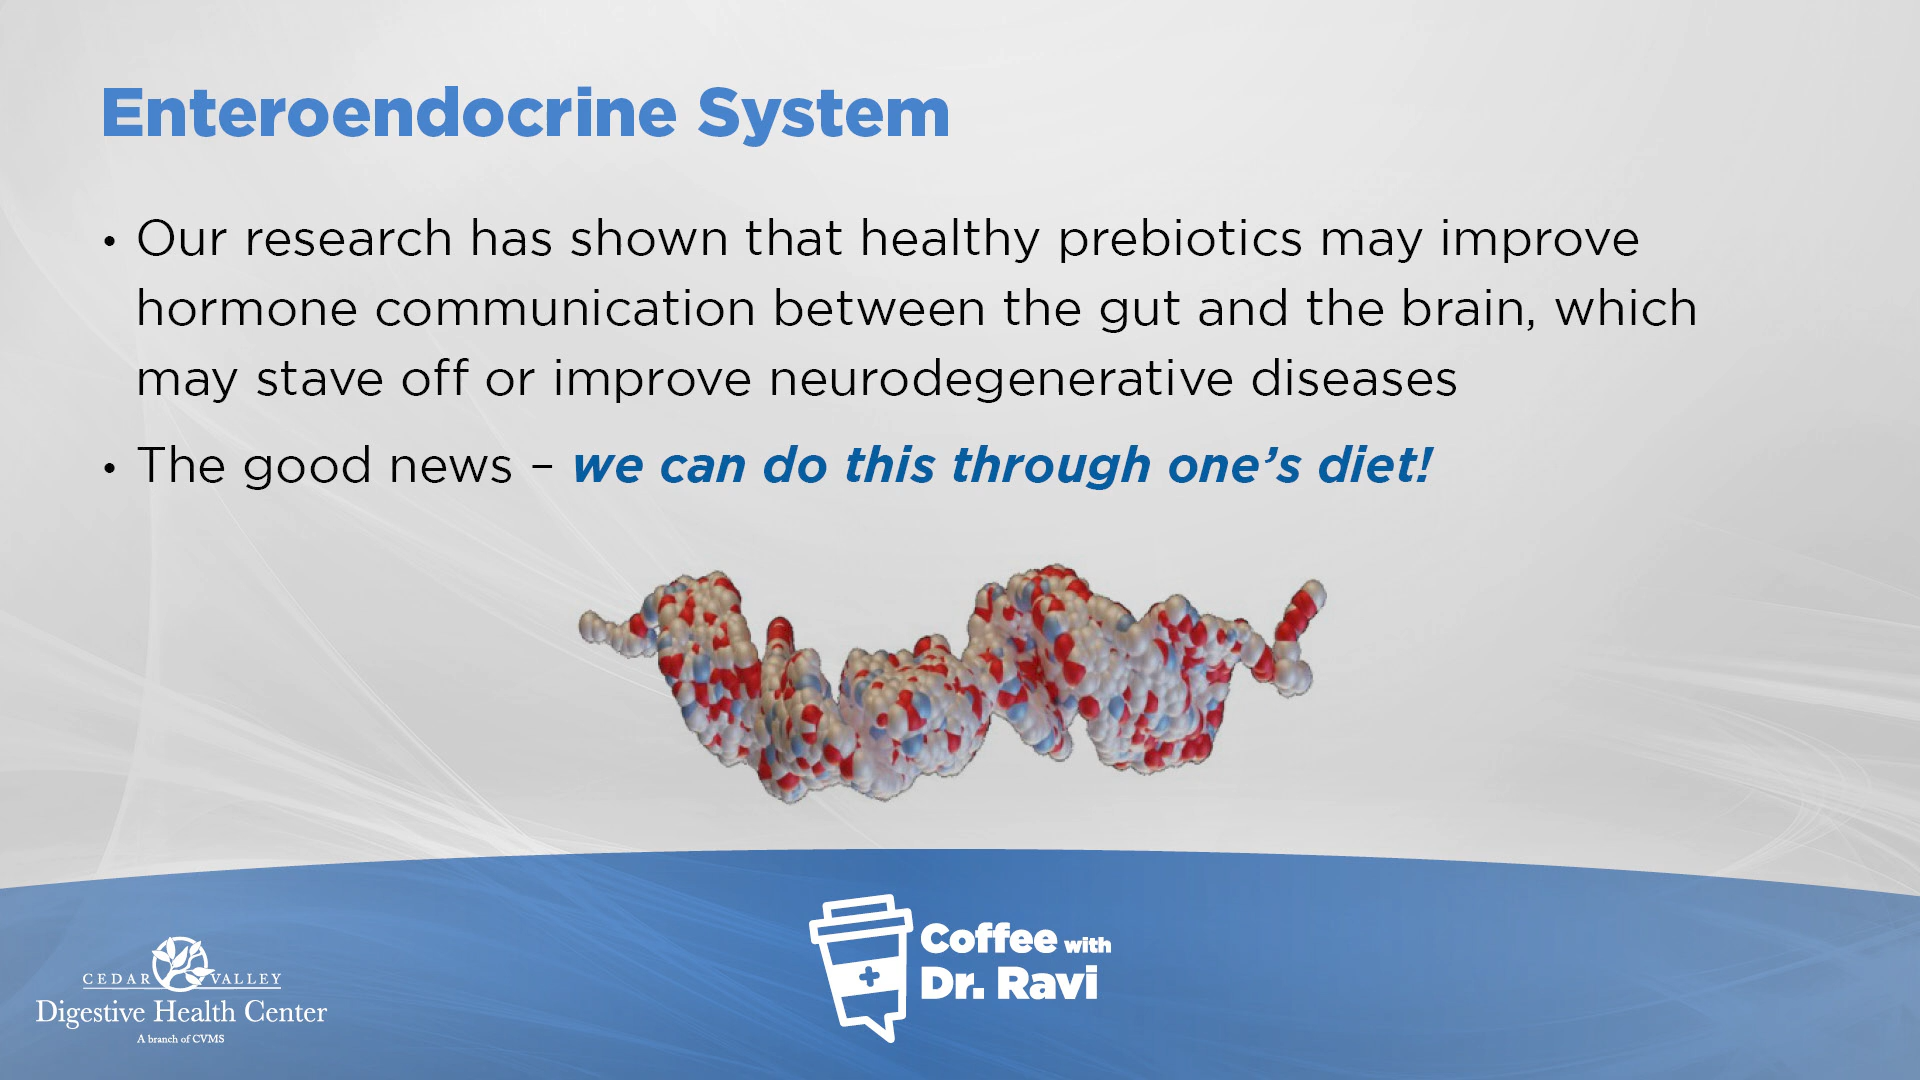 Enteroendocrine System
• Our research has shown that healthy prebiotics may improve
hormone communication between the gut and the brain, which
may stave off or improve neurodegenerative diseases
• The good news – we can do this through one’s diet!
CEDAR VALLEY
Digestive Health Center
A branch of CVMS
Coffee with
Dr. Ravi